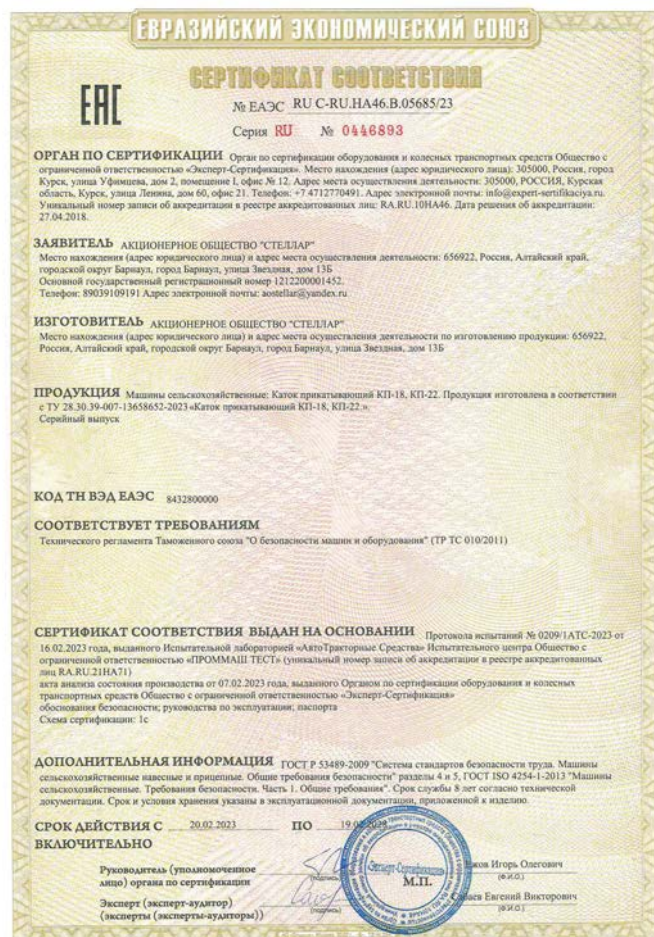 ЕВРАЗИЙСКИЙ ЭКОНОМИЧЕСКИЙ СОЮЗ
ЕАС
СЕРТИФИКАТ СООТВЕТСТВИЯ
№ ЕАЭС RU C-RU.НА46.В.05685/23
Серия RU № 0446893
ОРГАН ПО СЕРТИФИКАЦИИ Орган по сертификации оборудования и колесных транспортных средств Общество с
ограниченной ответственностью «Эксперт-Сертификация». Место нахождения (адрес юридического лица): 305000, Россия, город
Курск, улица Уфимцева, дом 2, помещение I, офис № 12. Адрес места осуществления деятельности: 305000, РОССИЯ, Курская
область, Курск, улица Ленина, дом 60, офис 21. Телефон: +7 4712770491. Адрес электронной почты: info@expert-sertifikaciya.ru.
Уникальный номер записи об аккредитации в реестре аккредитованных лиц: RA.RU.10НА46. Дата решения об аккредитации:
27.04.2018.
ЗАЯВИТЕЛЬ АКЦИОНЕРНОЕ ОБЩЕСТВО "СТЕЛЛАР"
Место нахождения (адрес юридического лица) и адрес места осуществления деятельности: 656922, Россия, Алтайский край,
городской округ Барнаул, город Барнаул, улица Звездная, дом 13Б
Основной государственный регистрационный номер 1212200001452.
Телефон: 89039109191 Адрес электронной почты: aostellar@yandex.ru
ИЗГОТОВИТЕЛЬ АКЦИОНЕРНОЕ ОБЩЕСТВО "СТЕЛЛАР"
Место нахождения (адрес юридического лица) и адрес места осуществления деятельности по изготовлению продукции: 656922,
Россия, Алтайский край, городской округ Барнаул, город Барнаул, улица Звездная, дом 13Б
ПРОДУКЦИЯ Машины сельскохозяйственные: Каток прикатывающий КП-18, КП-22. Продукция изготовлена в соответствии
с ТУ 28.30.39-007-13658652-2023 «Каток прикатывающий КП-18, КП-22 ».
Серийный выпуск
КОД ТН ВЭД ЕАЭС 8432800000
СООТВЕТСТВУЕТ ТРЕБОВАНИЯМ
Технического регламента Таможенного союза "О безопасности машин и оборудования" (ТР ТС 010/2011)
СЕРТИФИКАТ СООТВЕТСТВИЯ ВЫДАН НА ОСНОВАНИИ Протокола испытаний № 0209/1АТС-2023 от
16.02.2023 года, выданного Испытательной лабораторией «АвтоТракторные Средства» Испытательного центра Общество с
ограниченной ответственностью «ПРОММАШ ТЕСТ» (уникальный номер записи об аккредитации в реестре аккредитованных
лиц RA.RU.21НА71)
акта анализа состояния производства от 07.02.2023 года, выданного Органом по сертификации оборудования и колесных
транспортных средств Общество с ограниченной ответственностью «Эксперт-Сертификация»
обоснования безопасности; руководства по эксплуатации; паспорта
Схема сертификации: 1с
ДОПОЛНИТЕЛЬНАЯ ИНФОРМАЦИЯ ГОСТ Р 53489-2009 "Система стандартов безопасности труда. Машины
сельскохозяйственные навесные и прицепные. Общие требования безопасности" разделы 4 и 5, ГОСТ ISO 4254-1-2013 "Машины
сельскохозяйственные. Требования безопасности. Часть 1. Общие требования". Срок службы 8 лет согласно технической
документации. Срок и условия хранения указаны в эксплуатационной документации, приложенной к изделию.
СРОК ДЕЙСТВИЯ С 20.02.2023 ПО 19.02.2028
ВКЛЮЧИТЕЛЬНО
Руководитель (уполномоченное
лицо) органа по сертификации
(подпись)
Игорь Олегович
(Ф.И.О.)
«Эксперт-Сертификация»
М.П.
Эксперт (эксперт-аудитор)
(эксперты (эксперты-аудиторы))
(подпись)
Евгений Викторович
(Ф.И.О.)